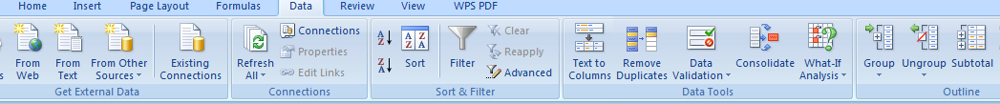 Home Insert Page Layout Formulas Data Review View WPS PDF
From Web
From Text
From Other Sources
Existing Connections
Get External Data
Refresh All
Connections
Properties
Edit Links
Connections
A Z
Z A
A Z Z A
Sort
Filter
Clear
Reapply
Advanced
Sort & Filter
Text to Columns
Remove Duplicates
Data Validation
Consolidate
What-If Analysis
Data Tools
Group
Ungroup
Subtotal
Outline